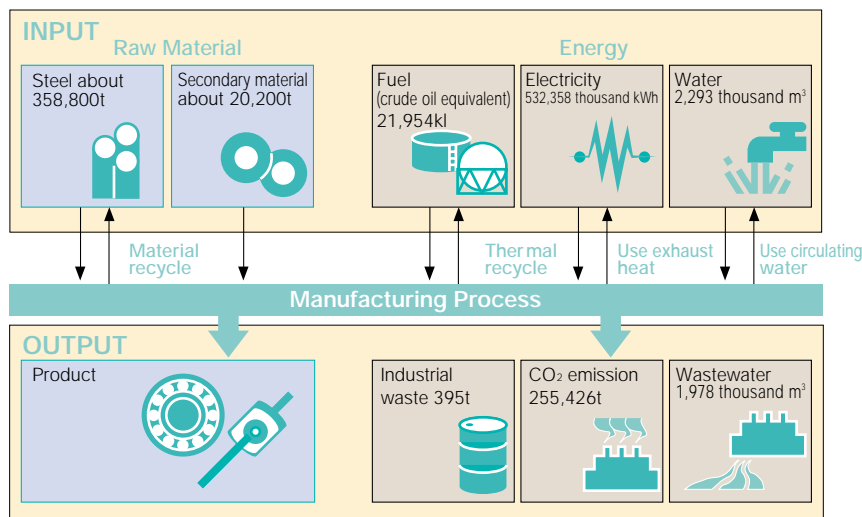 INPUT
Raw Material
Energy
Steel about
358,800t
Secondary material
about 20,200t
Fuel
(crude oil equivalent)
21,954kl
Electricity
532,358 thousand kWh
Water
2,293 thousand m³
Material
recycle
Thermal
recycle
Use exhaust
heat
Use circulating
water
Manufacturing Process
OUTPUT
Product
Industrial
waste 395t
CO₂ emission
255,426t
Wastewater
1,978 thousand m³